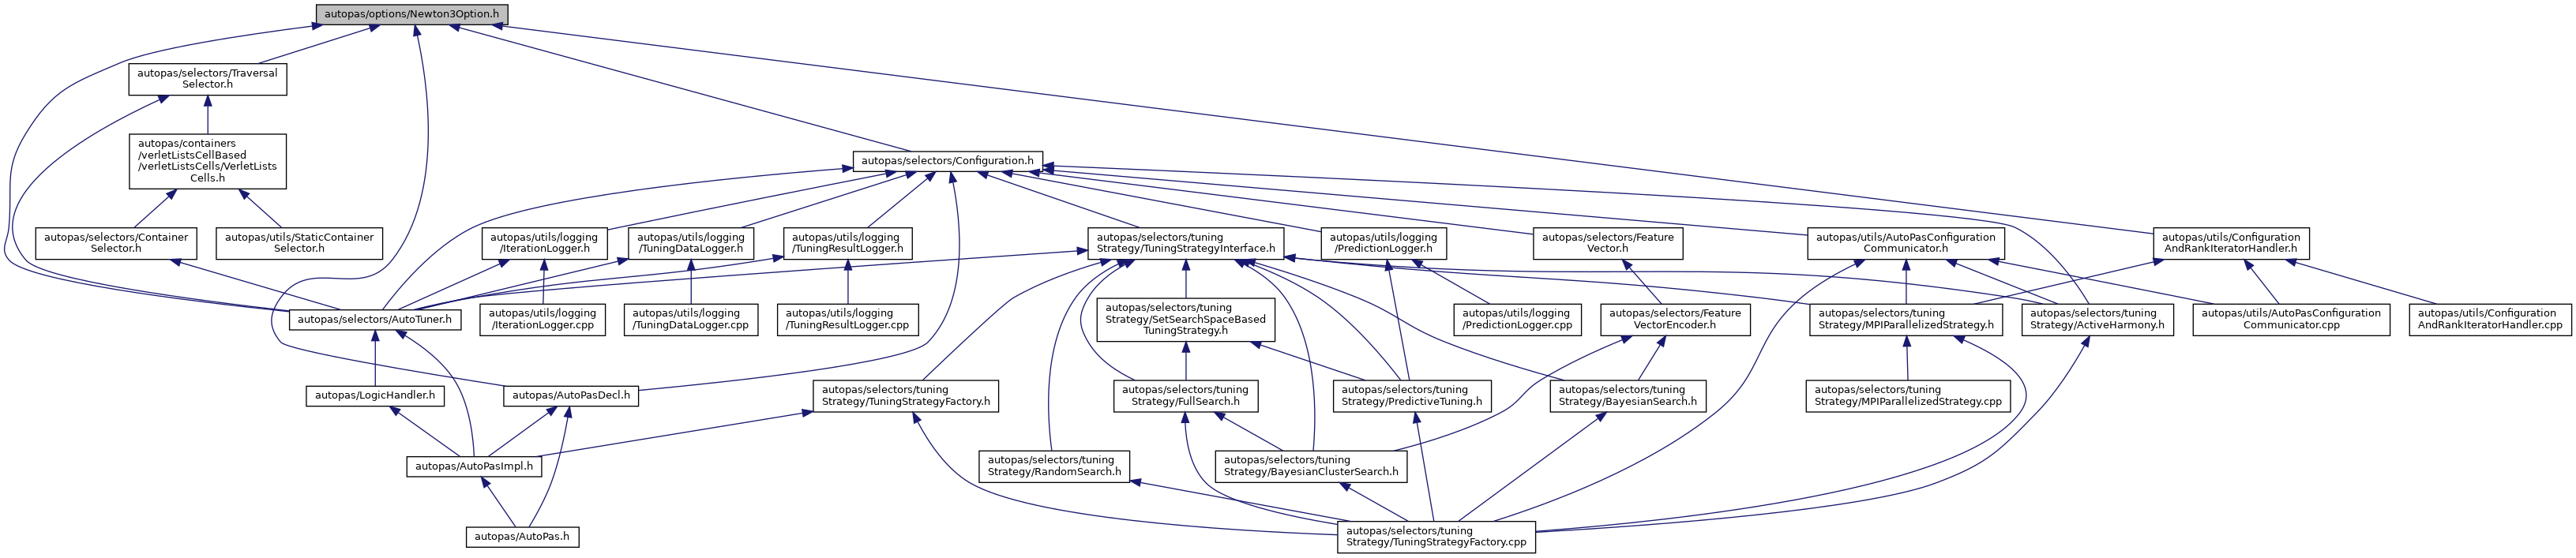 autopas/options/Newton3Option.h
autopas/selectors/Traversal
Selector.h
autopas/containers
/verletListsCellBased
/verletListsCells/VerletLists
Cells.h
autopas/selectors/Configuration.h
autopas/selectors/Container
Selector.h
autopas/utils/StaticContainer
Selector.h
autopas/utils/logging
/IterationLogger.h
autopas/utils/logging
/TuningDataLogger.h
autopas/utils/logging
/TuningResultLogger.h
autopas/selectors/tuning
Strategy/TuningStrategyInterface.h
autopas/utils/logging
/PredictionLogger.h
autopas/selectors/Feature
Vector.h
autopas/utils/AutoPasConfiguration
Communicator.h
autopas/utils/Configuration
AndRankIteratorHandler.h
autopas/selectors/AutoTuner.h
autopas/utils/logging
/IterationLogger.cpp
autopas/utils/logging
/TuningDataLogger.cpp
autopas/utils/logging
/TuningResultLogger.cpp
autopas/selectors/tuning
Strategy/SetSearchSpaceBased
TuningStrategy.h
autopas/utils/logging
/PredictionLogger.cpp
autopas/selectors/Feature
VectorEncoder.h
autopas/selectors/tuning
Strategy/MPIParallelizedStrategy.h
autopas/selectors/tuning
Strategy/ActiveHarmony.h
autopas/utils/AutoPasConfiguration
Communicator.cpp
autopas/utils/Configuration
AndRankIteratorHandler.cpp
autopas/LogicHandler.h
autopas/AutoPasDecl.h
autopas/selectors/tuning
Strategy/TuningStrategyFactory.h
autopas/selectors/tuning
Strategy/FullSearch.h
autopas/selectors/tuning
Strategy/PredictiveTuning.h
autopas/selectors/tuning
Strategy/BayesianSearch.h
autopas/selectors/tuning
Strategy/MPIParallelizedStrategy.cpp
autopas/AutoPasImpl.h
autopas/selectors/tuning
Strategy/RandomSearch.h
autopas/selectors/tuning
Strategy/BayesianClusterSearch.h
autopas/AutoPas.h
autopas/selectors/tuning
Strategy/TuningStrategyFactory.cpp